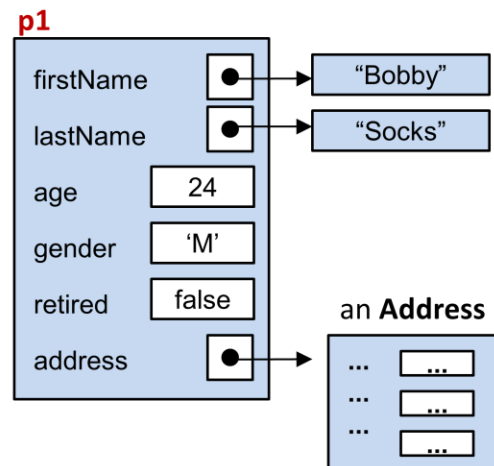 p1
firstName
“Bobby”
lastName
“Socks”
age 24
gender ‘M’
retired false
an Address
address
... ...
... ...
... ...